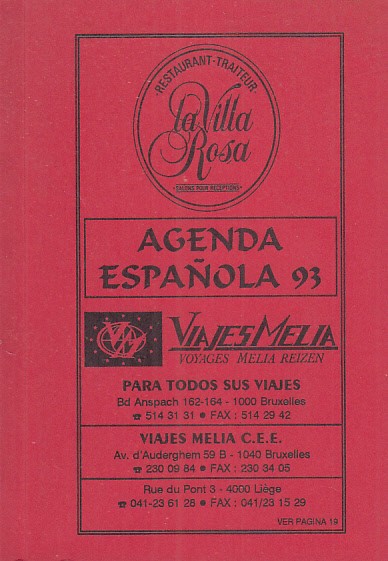 RESTAURANT-TRAITEUR
la Villa
Rosa
• SALONS POUR RECEPTIONS •
AGENDA
ESPAÑOLA 93
VM
VIAJES MELIA
VOYAGES MELIA REIZEN
PARA TODOS SUS VIAJES
Bd Anspach 162-164 - 1000 Bruxelles
☎ 514 31 31 • FAX : 514 29 42
VIAJES MELIA C.E.E.
Av. d'Auderghem 59 B - 1040 Bruxelles
☎ 230 09 84 • FAX : 230 34 05
Rue du Pont 3 - 4000 Liège
☎ 041-23 61 28 • FAX : 041/23 15 29
VER PAGINA 19